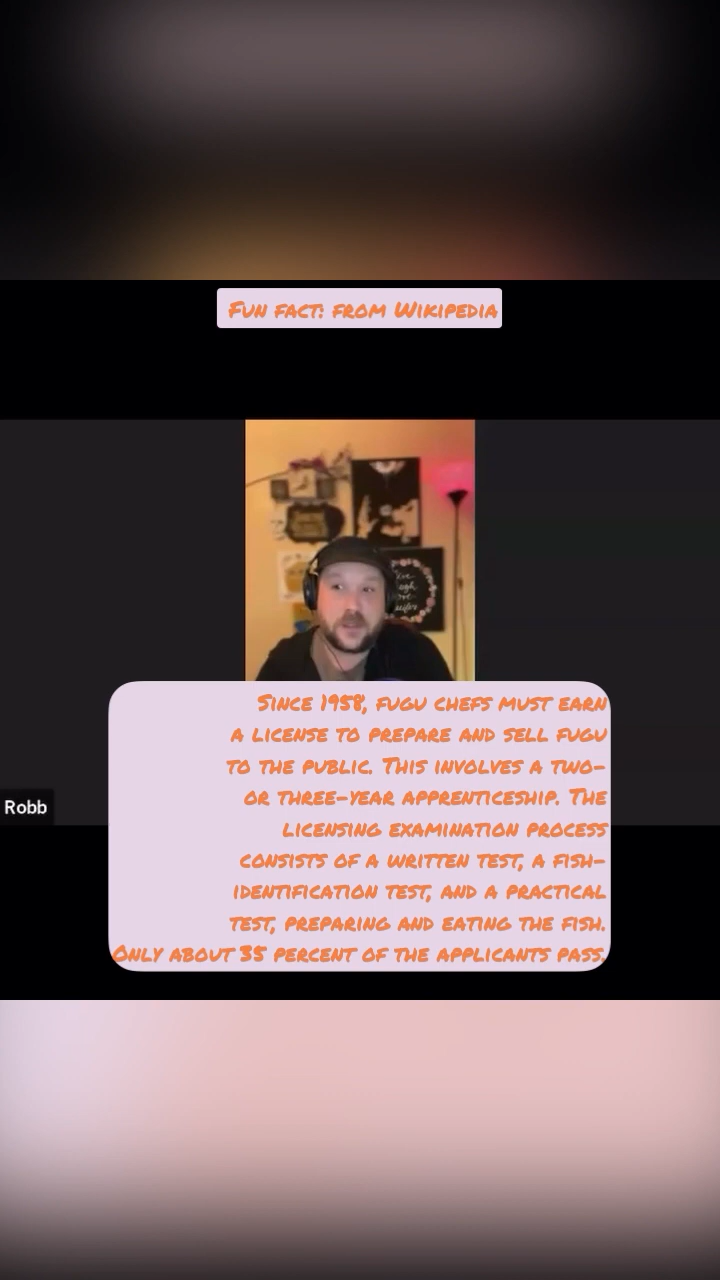 Fun fact: from Wikipedia
Since 1958, fugu chefs must earn
a license to prepare and sell fugu
to the public. This involves a two-
or three-year apprenticeship. The
licensing examination process
consists of a written test, a fish-
identification test, and a practical
test, preparing and eating the fish.
Only about 35 percent of the applicants pass.
Robb